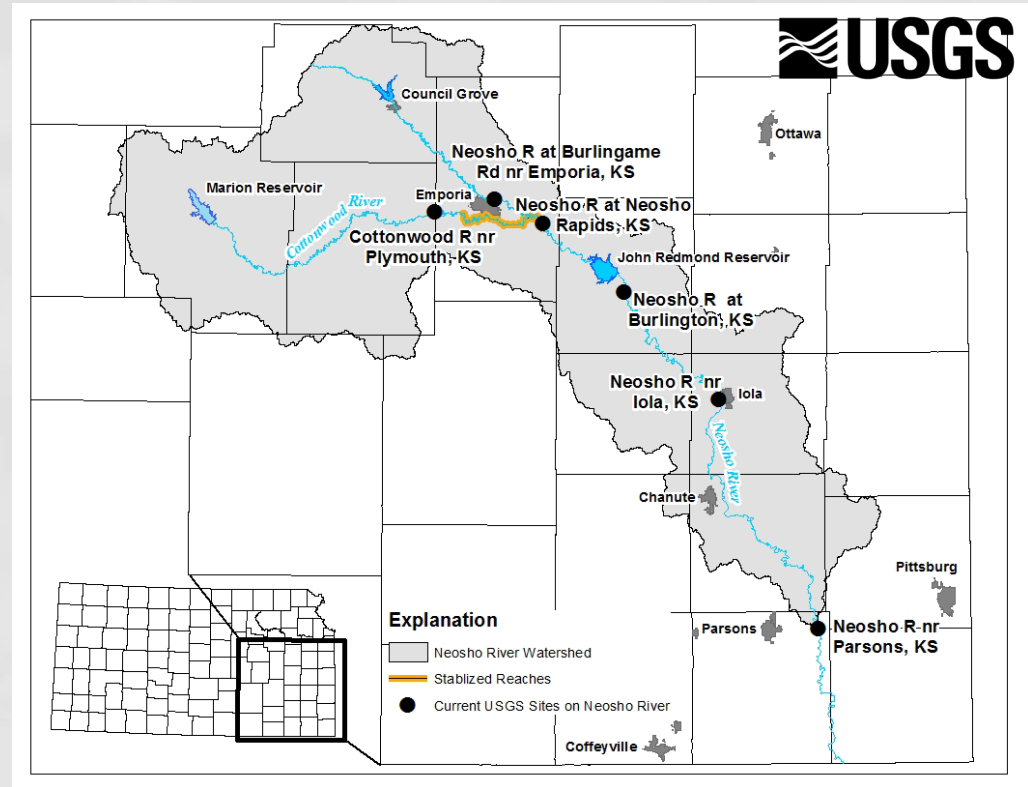 USGS
Council Grove
Ottawa
Neosho R at Burlingame
Rd nr Emporia, KS
Marion Reservoir
Emporia
Neosho R at Neosho
Rapids, KS
Cottonwood River
Cottonwood R nr
Plymouth, KS
John Redmond Reservoir
Neosho R at
Burlington, KS
Neosho R nr
Iola, KS
Iola
Neosho River
Chanute
Pittsburg
Explanation
Parsons
Neosho R nr
Parsons, KS
Neosho River Watershed
Stablized Reaches
Current USGS Sites on Neosho River
Coffeyville